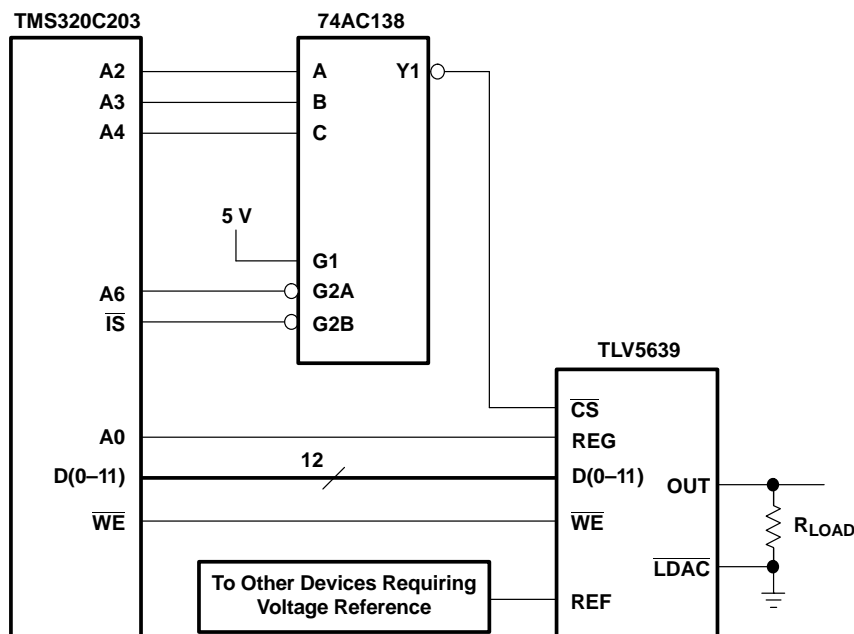 TMS320C203
74AC138
A2
A
Y1
A3
B
A4
C
5 V
G1
A6
G2A
IS
G2B
TLV5639
CS
A0
REG
12
D(0–11)
D(0–11)
OUT
WE
WE
RLOAD
To Other Devices Requiring
Voltage Reference
LDAC
REF